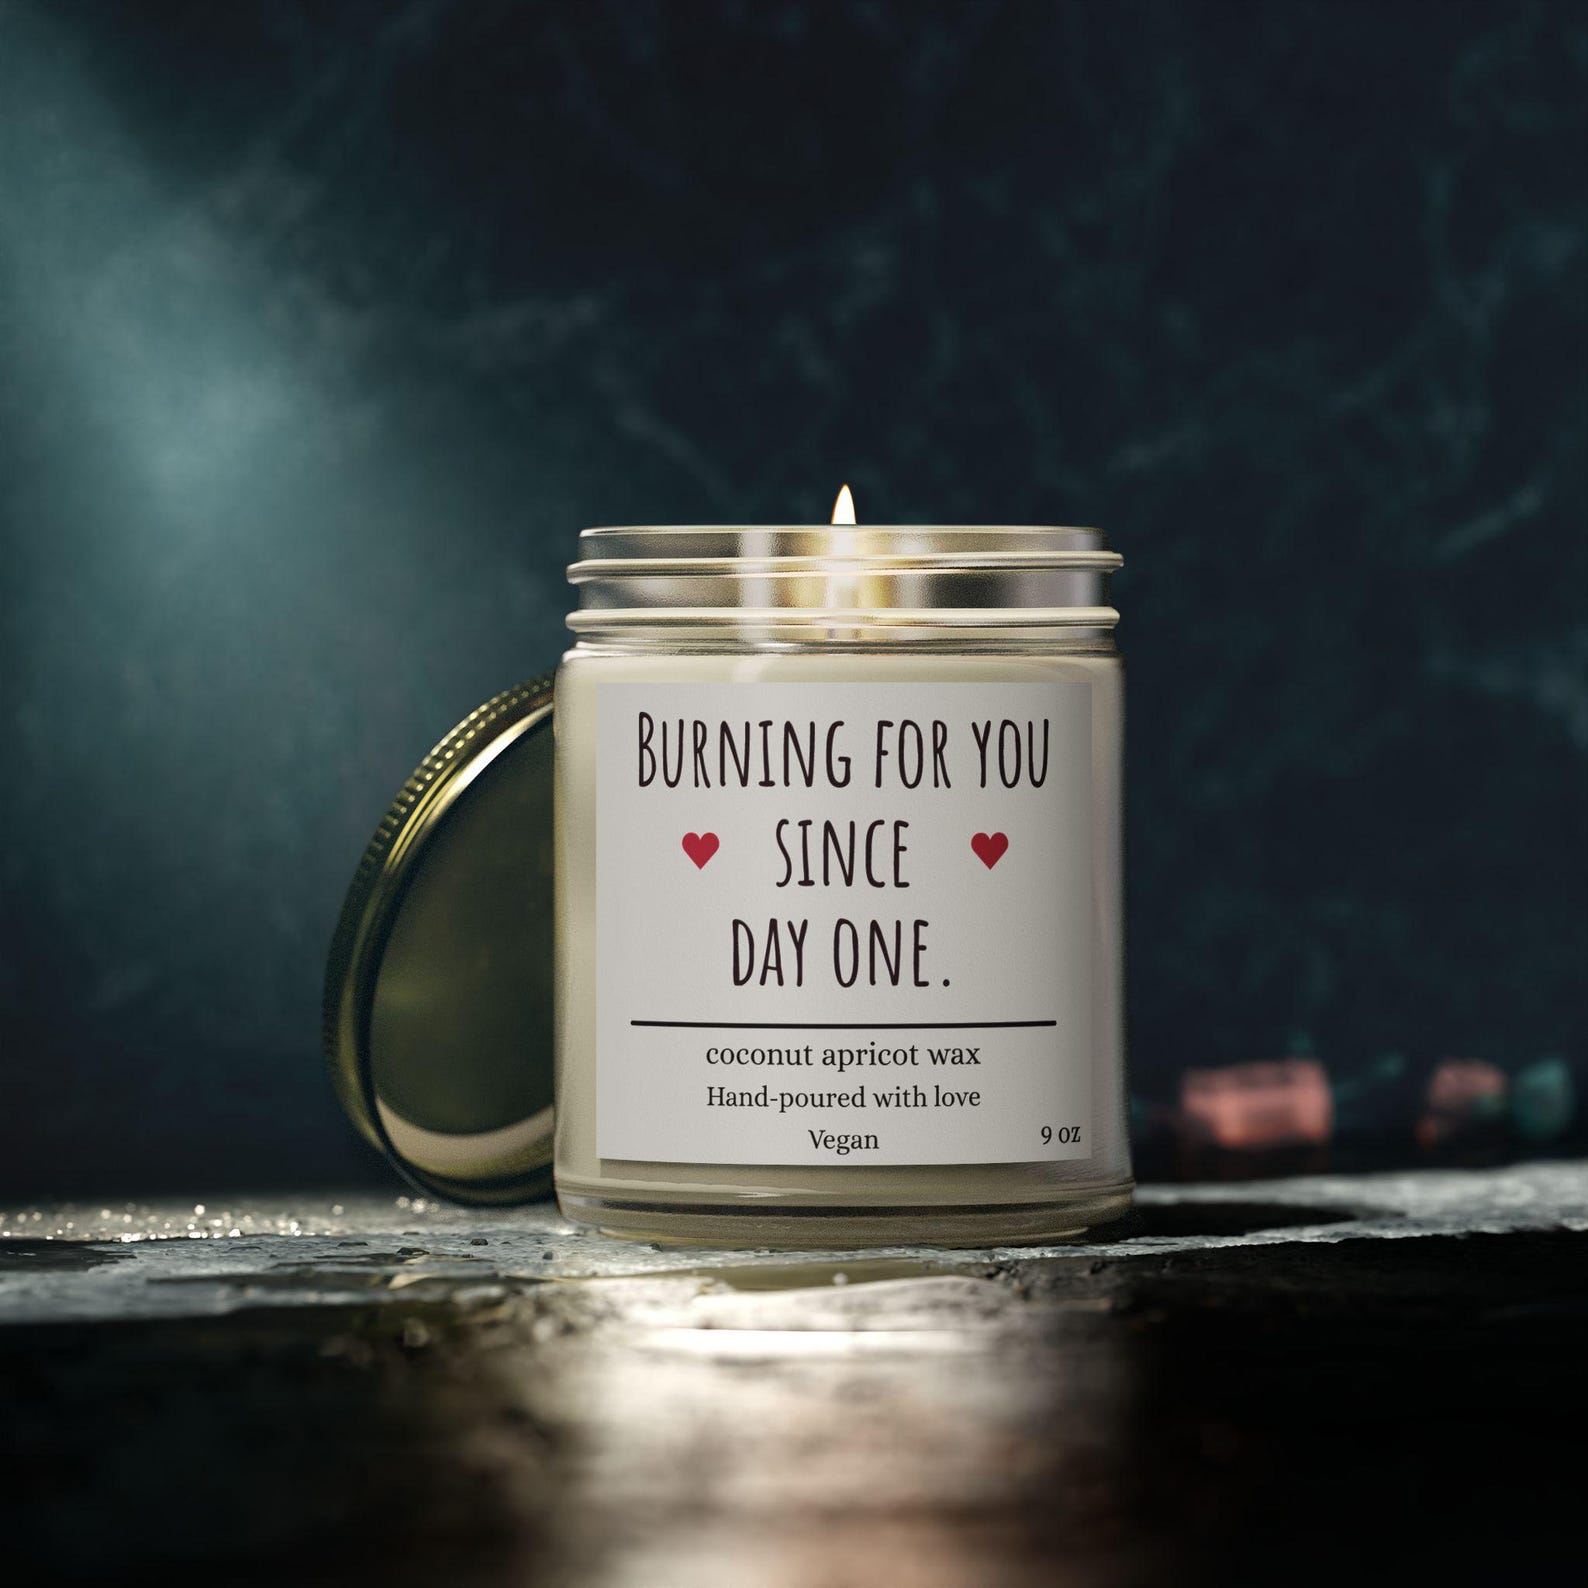 BURNING FOR YOU
SINCE
DAY ONE.
coconut apricot wax
Hand-poured with love
Vegan
9 oz